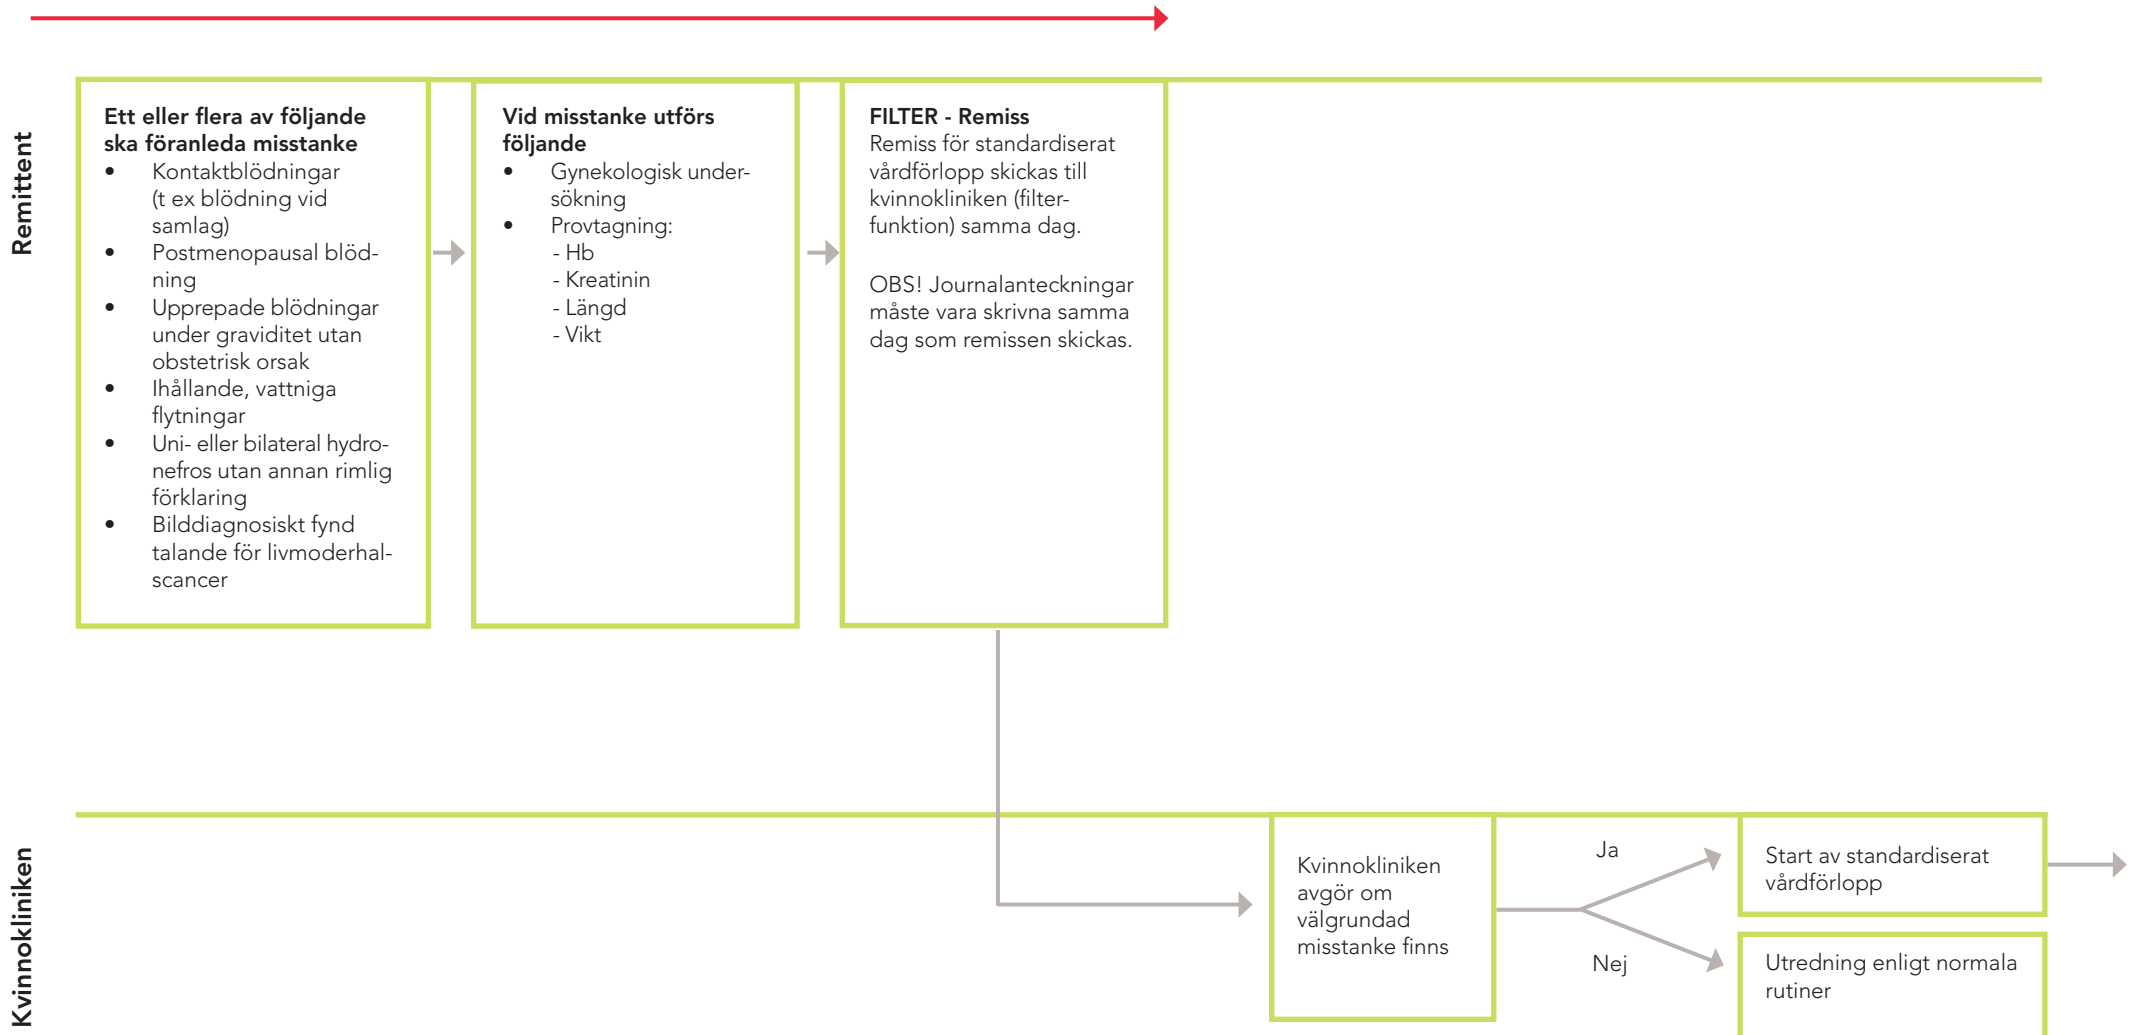 Remittent
Ett eller flera av följande
ska föranleda misstanke
• Kontaktblödningar
(t ex blödning vid
samlag)
• Postmenopausal blöd-
ning
• Upprepade blödningar
under graviditet utan
obstetrisk orsak
• Ihållande, vattniga
flytningar
• Uni- eller bilateral hydro-
nefros utan annan rimlig
förklaring
• Bilddiagnosiskt fynd
talande för livmoderhal-
scancer
Vid misstanke utförs
följande
• Gynekologisk under-
sökning
• Provtagning:
- Hb
- Kreatinin
- Längd
- Vikt
FILTER - Remiss
Remiss för standardiserat
vårdförlopp skickas till
kvinnokliniken (filter-
funktion) samma dag.
OBS! Journalanteckningar
måste vara skrivna samma
dag som remissen skickas.
Kvinnokliniken
Kvinnokliniken
avgör om
välgrundad
misstanke finns
Ja
Nej
Start av standardiserat
vårdförlopp
Utredning enligt normala
rutiner